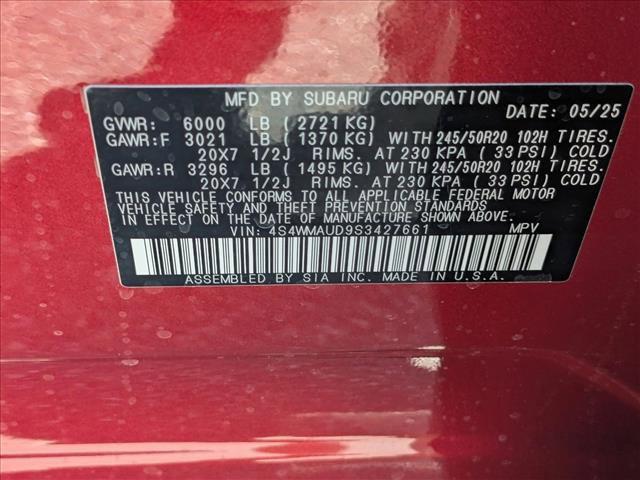 MFD BY SUBARU CORPORATION DATE: 05/25
GVWR: 6000 LB (2721 KG)
GAWR:F 3021 LB (1370 KG) WITH 245/50R20 102H TIRES.
20X7 1/2J RIMS. AT 230 KPA (33 PSI) COLD
GAWR:R 3296 LB (1495 KG) WITH 245/50R20 102H TIRES.
20X7 1/2J RIMS. AT 230 KPA (33 PSI) COLD
THIS VEHICLE CONFORMS TO ALL APPLICABLE FEDERAL MOTOR
VEHICLE SAFETY AND THEFT PREVENTION STANDARDS
IN EFFECT ON THE DATE OF MANUFACTURE SHOWN ABOVE.
VIN: 4S4WMAUD9S3427661 MPV
ASSEMBLED BY SIA INC. MADE IN U.S.A.